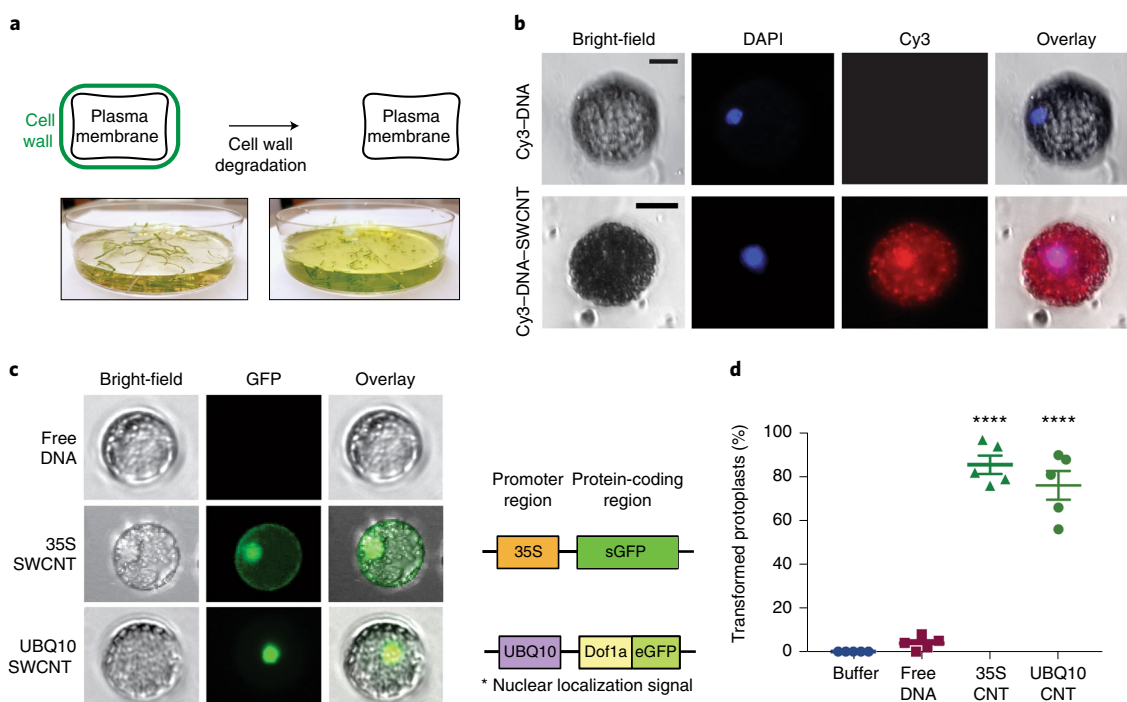 a
Cell
wall
Plasma
membrane
Cell wall
degradation
Plasma
membrane
b
Bright-field DAPI Cy3 Overlay
Cy3–DNA
Cy3–DNA–SWCNT
c
Bright-field GFP Overlay
Free
DNA
35S
SWCNT
UBQ10
SWCNT
Promoter
region
Protein-coding
region
35S sGFP
UBQ10 Dof1a eGFP
* Nuclear localization signal
d
Transformed protoplasts (%)
100
80
60
40
20
0
**** ****
Buffer
Free
DNA
35S
CNT
UBQ10
CNT